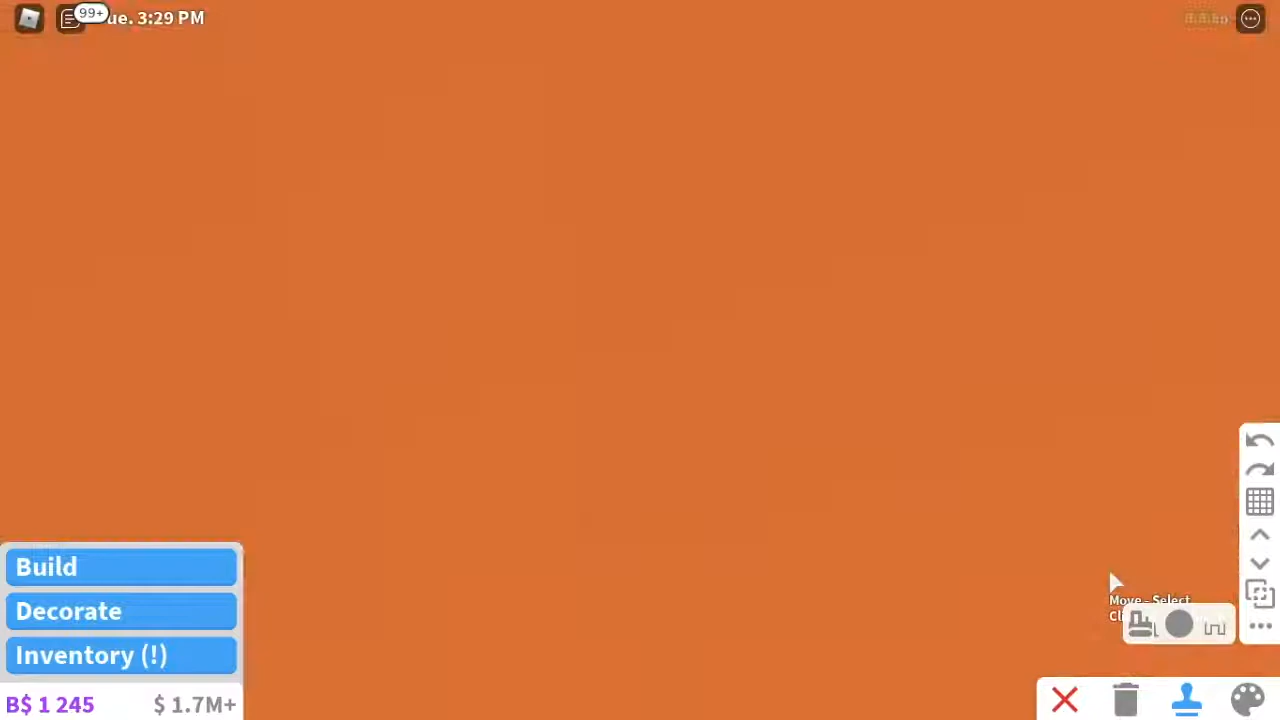 99+
ue. 3:29 PM
Move - Select
Build
Decorate
Inventory (!)
B$ 1 245
$ 1.7M+